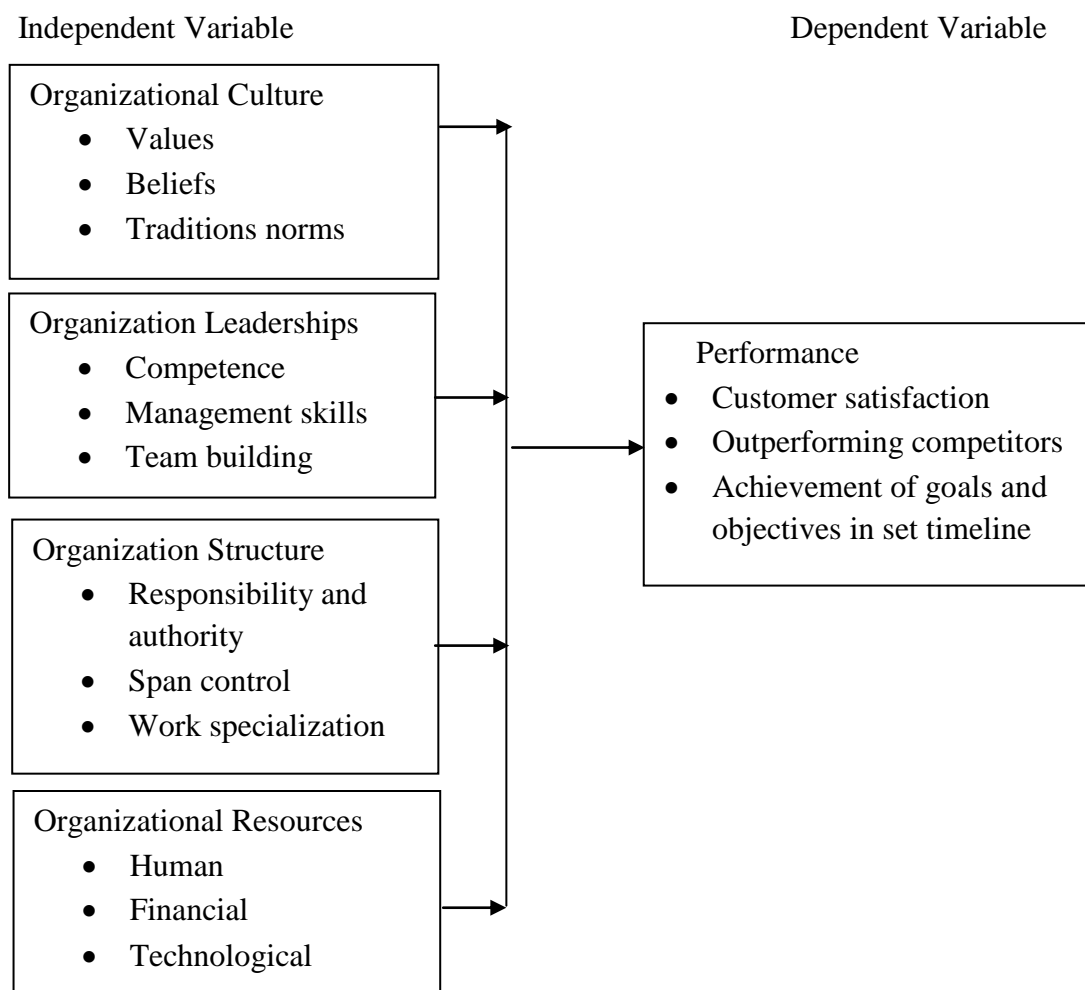 Independent Variable
Dependent Variable
Organizational Culture
• Values
• Beliefs
• Traditions norms
Organization Leaderships
• Competence
• Management skills
• Team building
Organization Structure
• Responsibility and
authority
• Span control
• Work specialization
Organizational Resources
• Human
• Financial
• Technological
Performance
• Customer satisfaction
• Outperforming competitors
• Achievement of goals and
objectives in set timeline